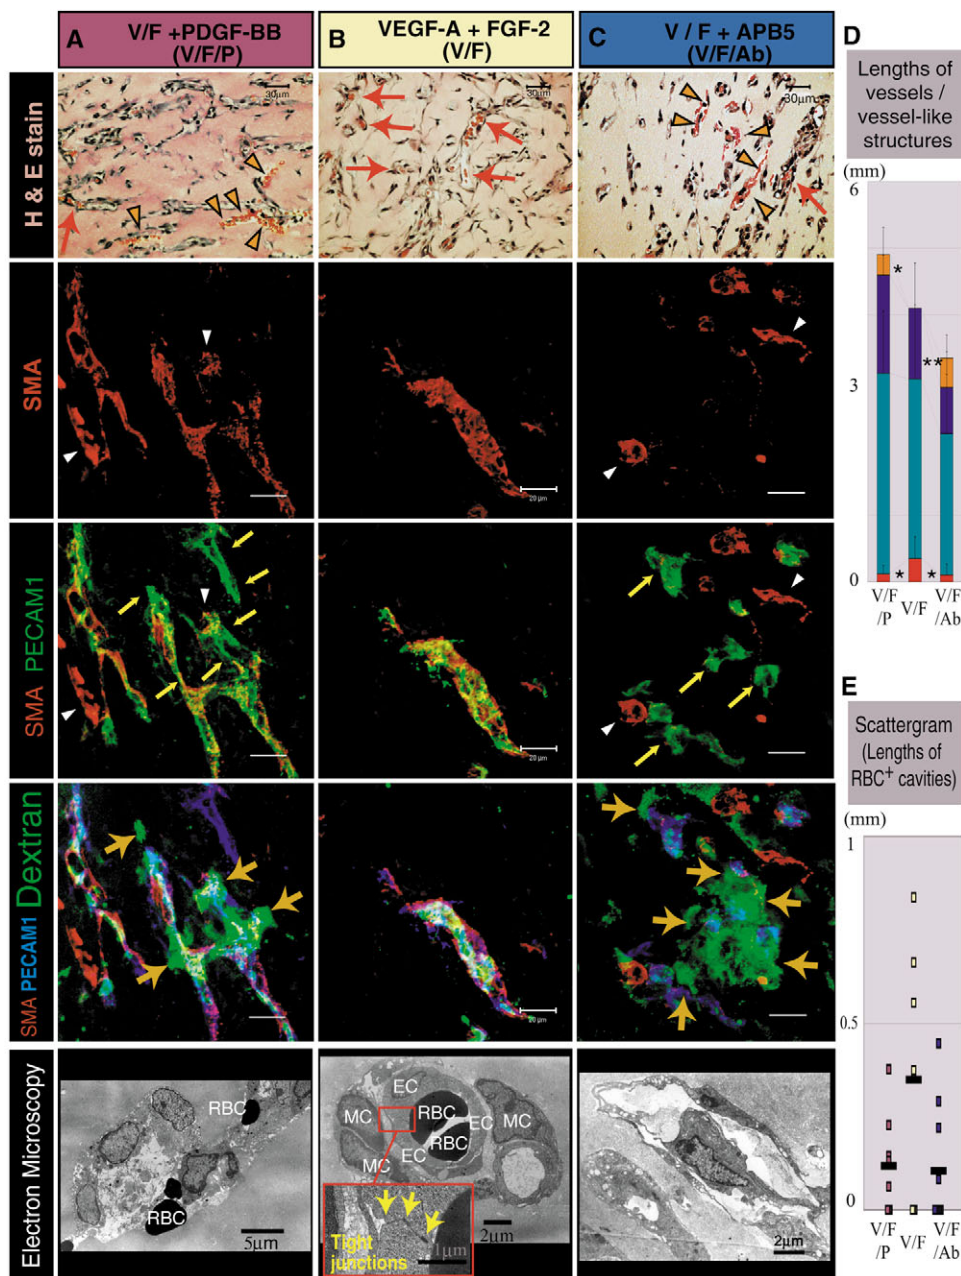 A
V/F +PDGF-BB
(V/F/P)
B
VEGF-A + FGF-2
(V/F)
C
V / F + APB5
(V/F/Ab)
H & E stain
30µm
30µm
30µm
SMA
20 µm
SMA PECAM1
20 µm
SMA PECAM1 Dextran
20 µm
Electron Microscopy
RBC
RBC
5µm
EC
MC
RBC
EC
MC
RBC
EC
MC
Tight
junctions
1µm
2µm
2µm
D
Lengths of
vessels /
vessel-like
structures
(mm)
6
*
**
3
0
*
*
V/F
/P
V/F
V/F
/Ab
E
Scattergram
(Lengths of
RBC+ cavities)
(mm)
1
0.5
0
V/F
/P
V/F
V/F
/Ab